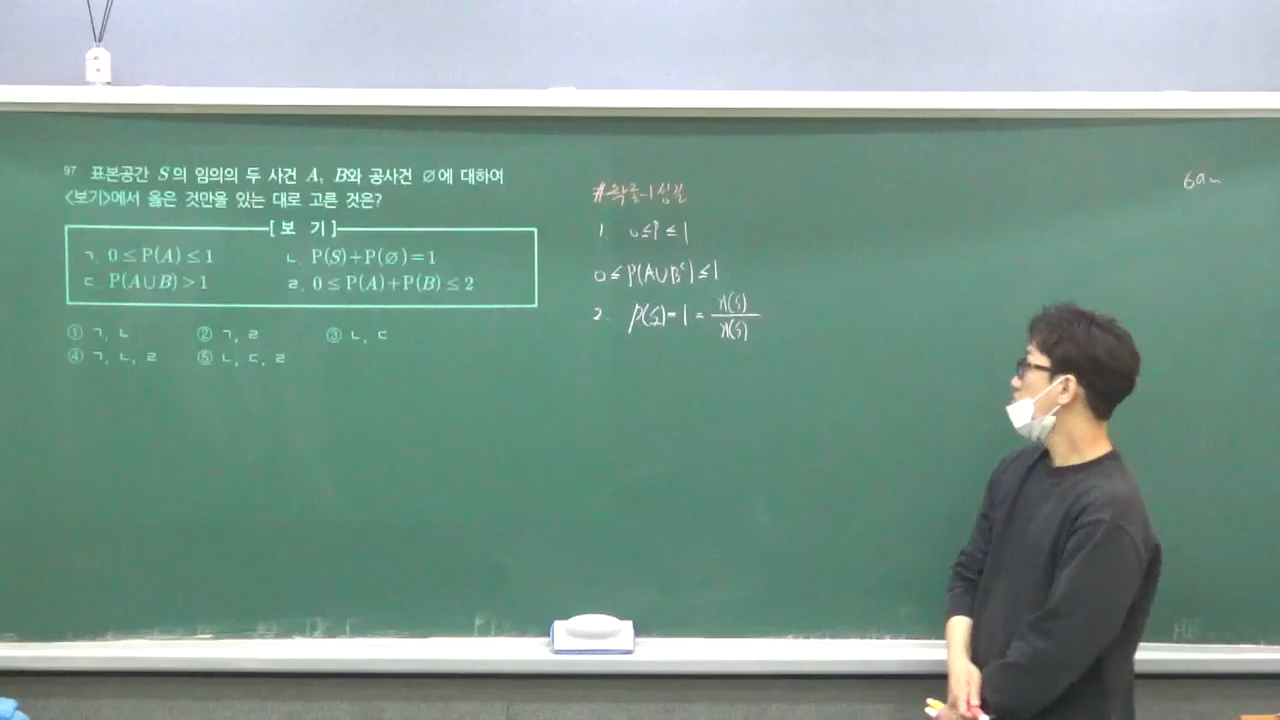 97 표본공간 S의 임의의 두 사건 A, B와 공사건 ∅에 대하여
<보기>에서 옳은 것만을 있는 대로 고른 것은?
[ 보 기 ]
ㄱ. 0≤P(A)≤1 ㄴ. P(S)+P(∅)=1
ㄷ. P(A∪B)>1 ㄹ. 0≤P(A)+P(B)≤2
① ㄱ, ㄴ ② ㄱ, ㄹ ③ ㄴ, ㄷ
④ ㄱ, ㄴ, ㄹ ⑤ ㄴ, ㄷ, ㄹ
#확률의 성질
1. 0≤P≤1
0≤P(A∪B^c)≤1
2. P(S)=1=n(S)/n(S)